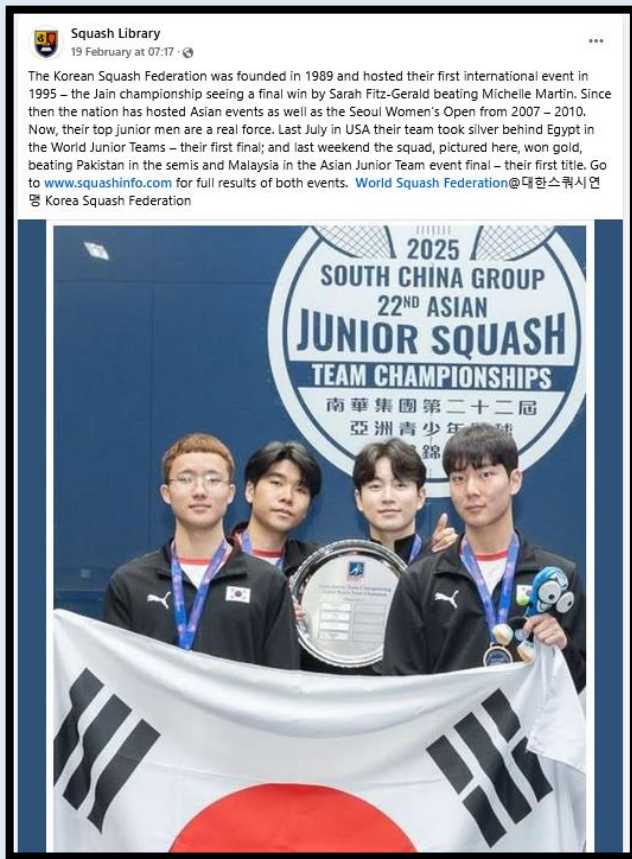 Squash Library
19 February at 07:17 ·
The Korean Squash Federation was founded in 1989 and hosted their first international event in
1995 – the Jain championship seeing a final win by Sarah Fitz-Gerald beating Michelle Martin. Since
then the nation has hosted Asian events as well as the Seoul Women's Open from 2007 – 2010.
Now, their top junior men are a real force. Last July in USA their team took silver behind Egypt in
the World Junior Teams – their first final; and last weekend the squad, pictured here, won gold,
beating Pakistan in the semis and Malaysia in the Asian Junior Team event final – their first title. Go
to www.squashinfo.com for full results of both events. World Squash Federation@대한스쿼시연
맹 Korea Squash Federation
2025
SOUTH CHINA GROUP
22ND ASIAN
JUNIOR SQUASH
TEAM CHAMPIONSHIPS
南華集團第二十二屆
亞洲青少年 球
錦